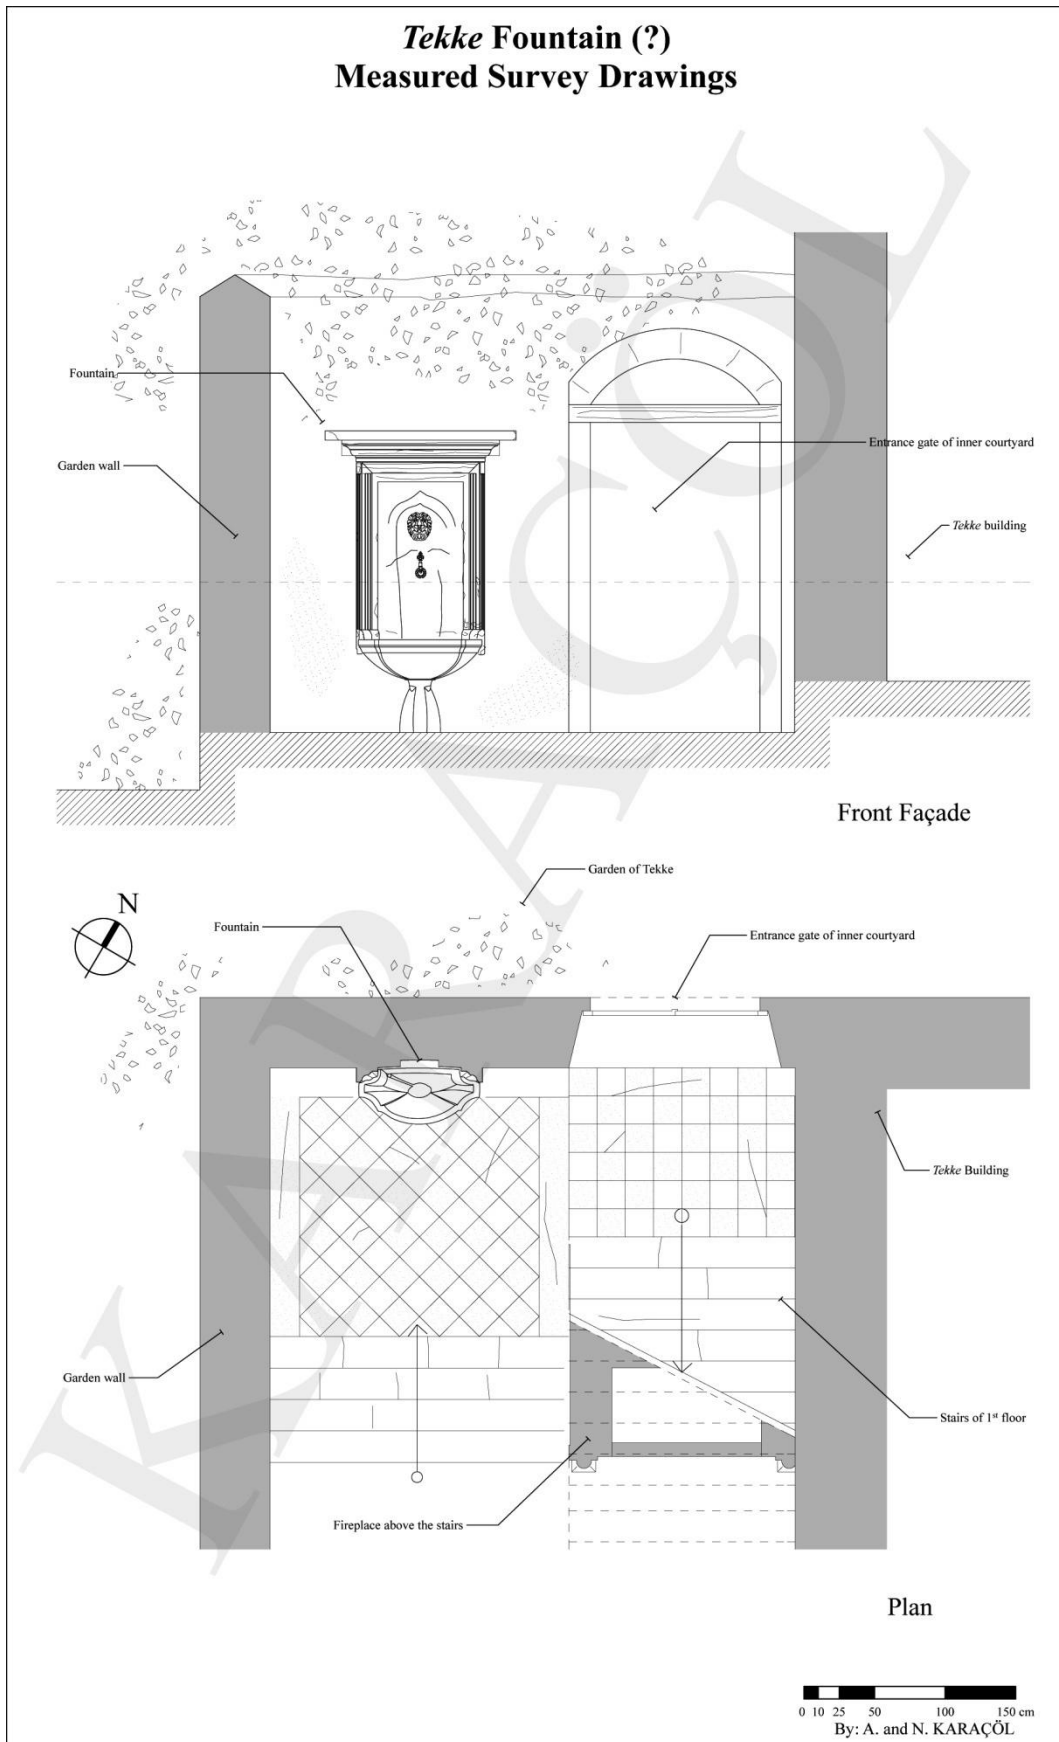 Tekke Fountain (?)
Measured Survey Drawings
Fountain
Garden wall
Entrance gate of inner courtyard
Tekke building
Front Façade
Garden of Tekke
N
Fountain
Entrance gate of inner courtyard
Tekke Building
Garden wall
Stairs of 1st floor
Fireplace above the stairs
Plan
0 10 25 50 100 150 cm
By: A. and N. KARAÇÖL
KARAÇÖL